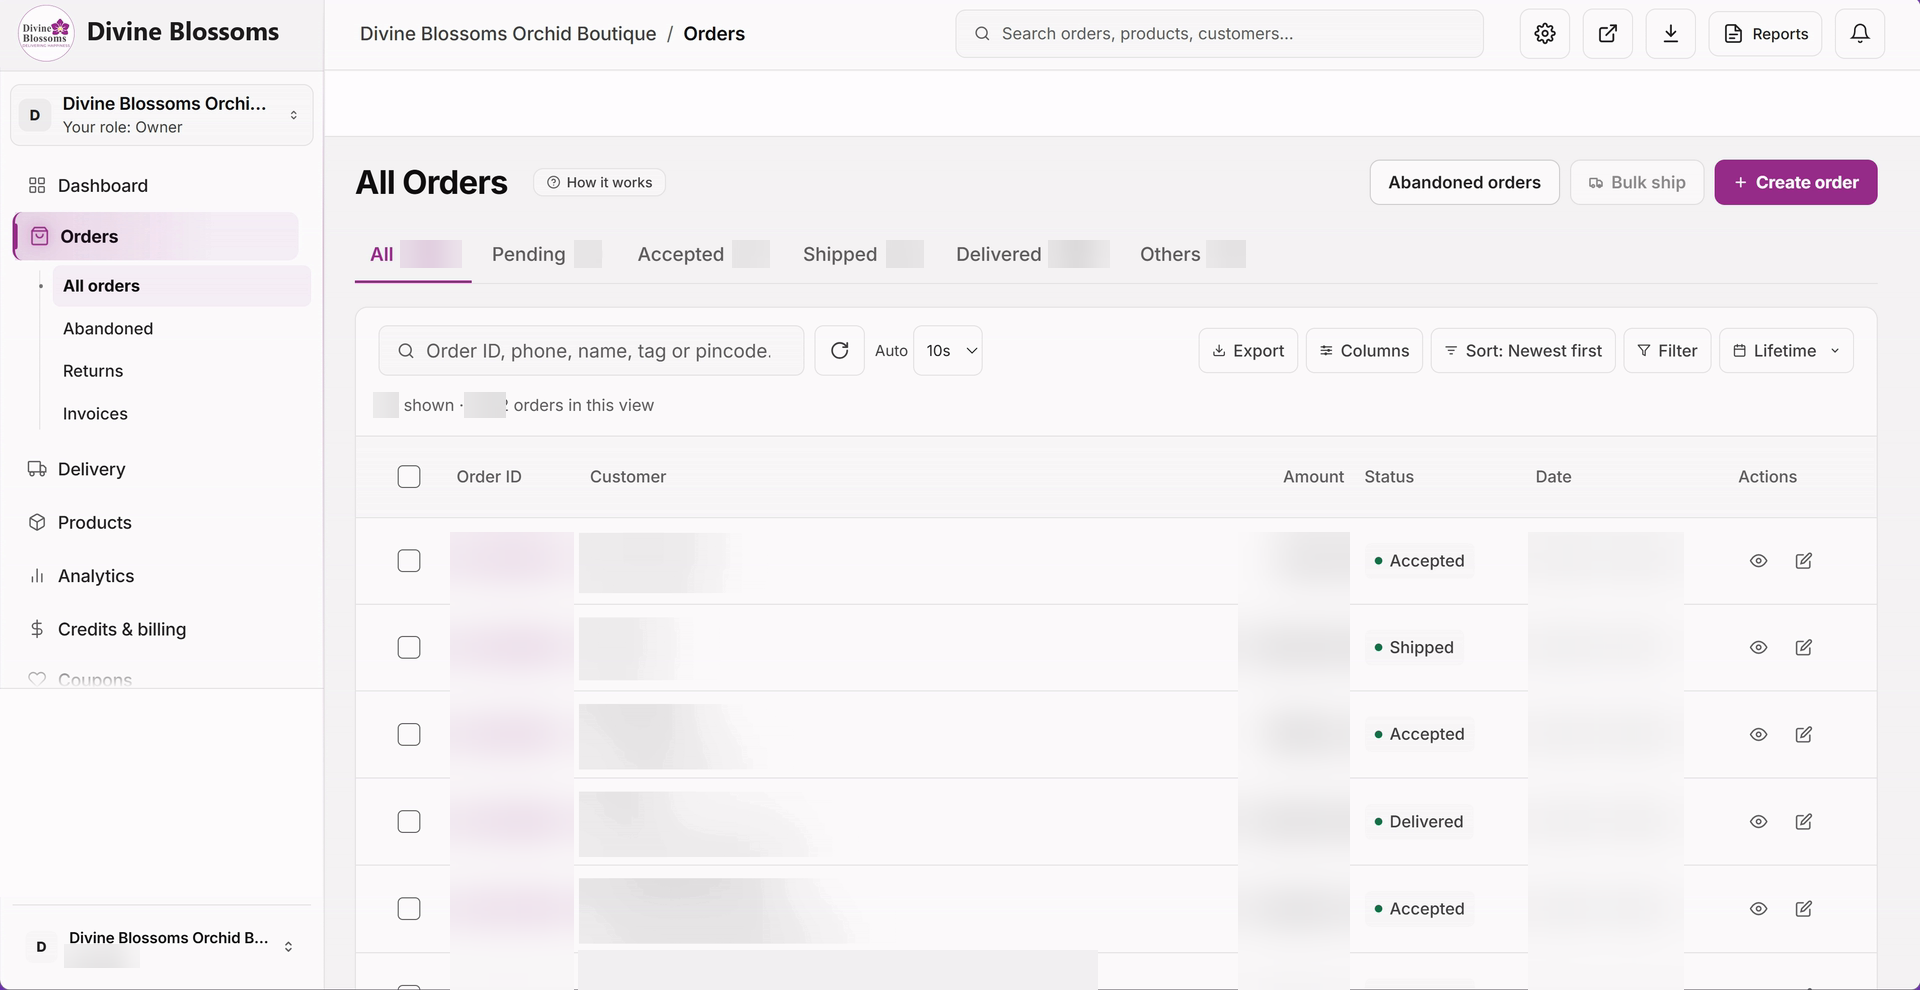 Divine
Blossoms
DELIVERING HAPPINESS
Divine Blossoms
Divine Blossoms Orchid Boutique / Orders
Search orders, products, customers...
Reports
D
Divine Blossoms Orchi...
Your role: Owner
Dashboard
Orders
All orders
Abandoned
Returns
Invoices
Delivery
Products
Analytics
Credits & billing
Coupons
D
Divine Blossoms Orchid B...
All Orders
How it works
Abandoned orders
Bulk ship
+ Create order
All
Pending
Accepted
Shipped
Delivered
Others
Order ID, phone, name, tag or pincode.
Auto
10s
Export
Columns
Sort: Newest first
Filter
Lifetime
shown · orders in this view
Order ID
Customer
Amount
Status
Date
Actions
Accepted
Shipped
Accepted
Delivered
Accepted